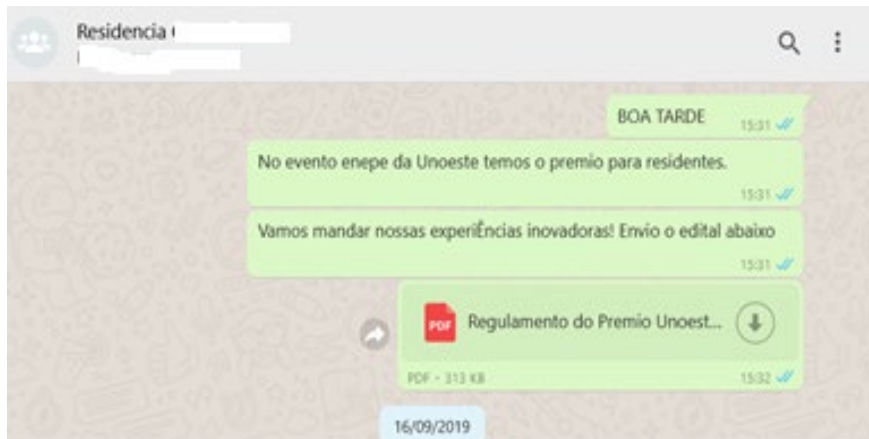 Residencia
BOA TARDE
15:31
No evento enepe da Unoeste temos o premio para residentes.
15:31
Vamos mandar nossas experiÊncias inovadoras! Envio o edital abaixo
15:31
PDF
Regulamento do Premio Unoest...
PDF • 313 KB
15:32
16/09/2019